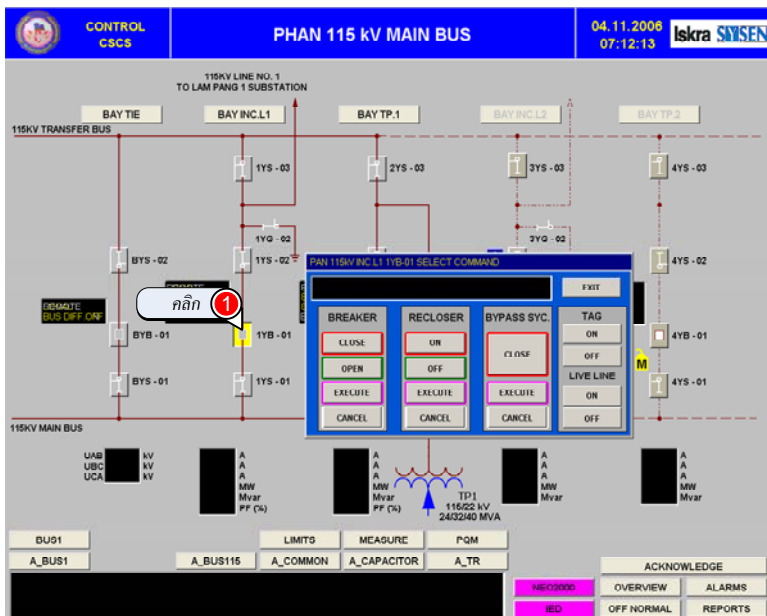 CONTROL
CSCS
PHAN 115 kV MAIN BUS
04.11.2006
07:12:13
Iskra SYSEN
115KV LINE NO. 1
TO LAM PANG 1 SUBSTATION
BAY TIE
BAY INC.L1
BAY TP.1
BAY INC.L2
BAY TP.2
115KV TRANSFER BUS
1YS - 03
2YS - 03
3YS - 03
4YS - 03
1YG - 02
3YG - 02
BYS - 02
1YS - 02
4YS - 02
PAN 115kV INC L1 1YB-01 SELECT COMMAND
EXIT
BREAKER
RECLOSER
BYPASS SYC.
TAG
CLOSE
ON
CLOSE
ON
OPEN
OFF
OFF
LIVE LINE
EXECUTE
EXECUTE
EXECUTE
ON
CANCEL
CANCEL
CANCEL
OFF
คลิก 1
BUS DIFF OFF
BYB - 01
1YB - 01
4YB - 01
M
BYS - 01
1YS - 01
4YS - 01
115KV MAIN BUS
UAB kV
UBC kV
UCA kV
A
A
A
MW
Mvar
PF (%)
A
A
A
MW
Mvar
PF (%)
TP1
115/22 kV
24/32/40 MVA
A
A
A
MW
Mvar
A
A
A
MW
Mvar
BUS1
LIMITS
MEASURE
PQM
A_BUS1
A_BUS115
A_COMMON
A_CAPACITOR
A_TR
ACKNOWLEDGE
NEO2000
OVERVIEW
ALARMS
IED
OFF NORMAL
REPORTS